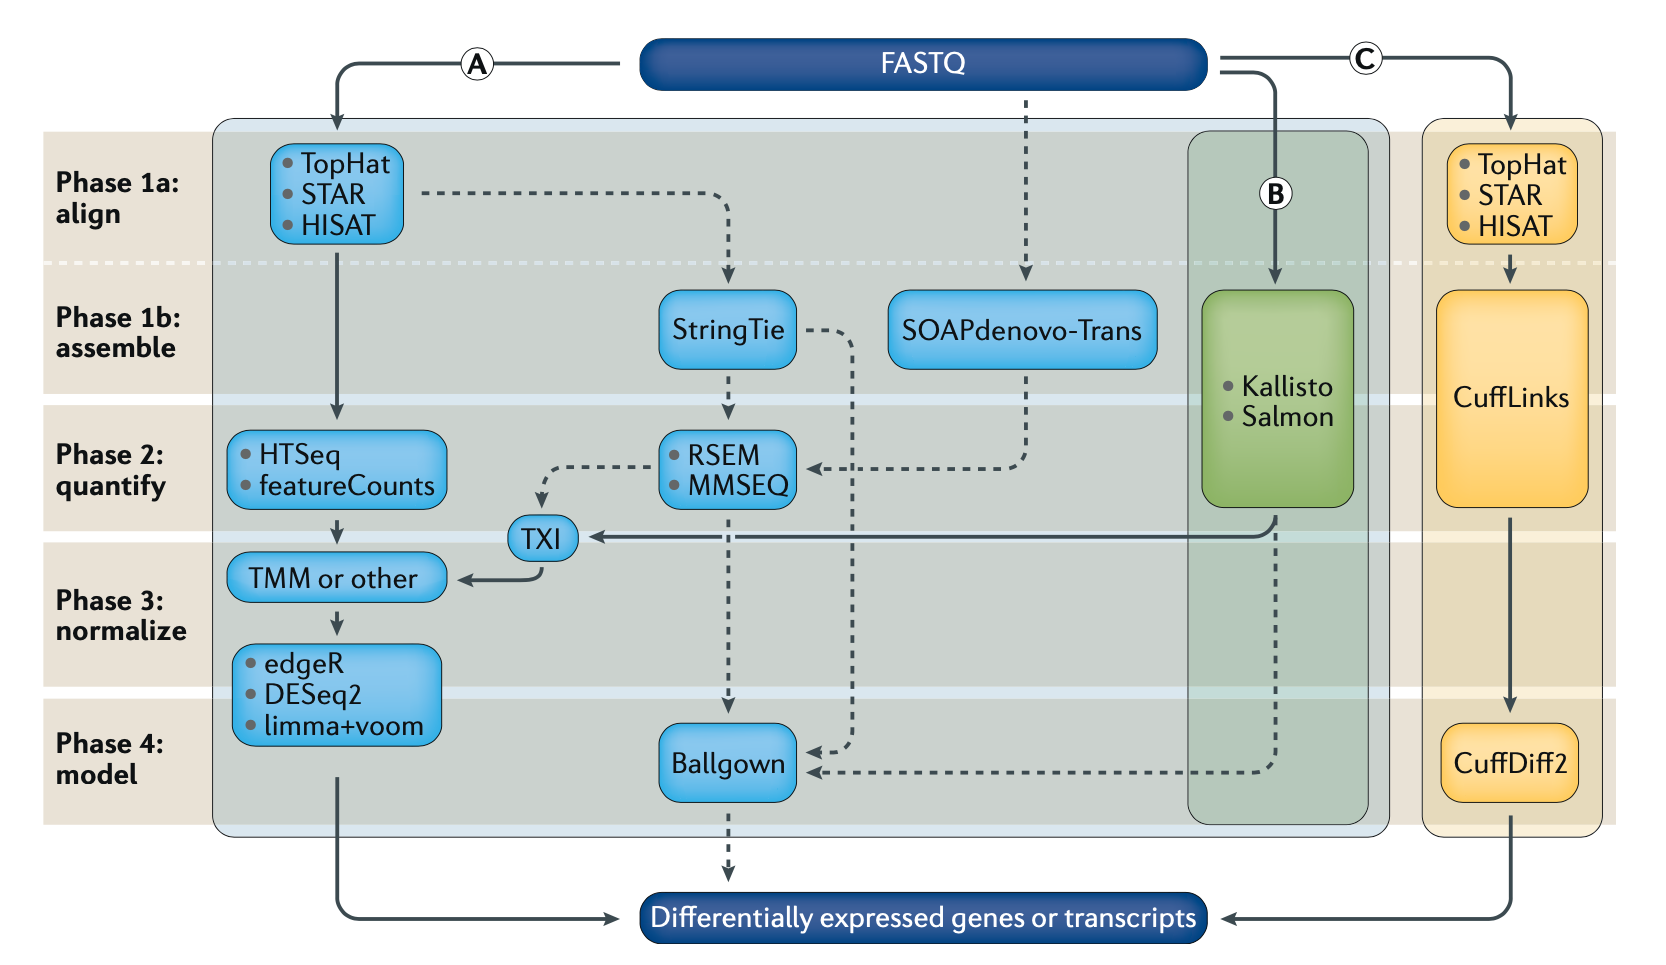 FASTQ
A
C
B
Phase 1a:
align
• TopHat
• STAR
• HISAT
• TopHat
• STAR
• HISAT
Phase 1b:
assemble
StringTie
SOAPdenovo-Trans
• Kallisto
• Salmon
CuffLinks
Phase 2:
quantify
• HTSeq
• featureCounts
• RSEM
• MMSEQ
TXI
Phase 3:
normalize
TMM or other
• edgeR
• DESeq2
• limma+voom
Phase 4:
model
Ballgown
CuffDiff2
Differentially expressed genes or transcripts